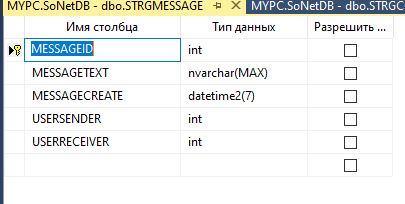 MYPC.SoNetDB - dbo.STRGMESSAGE MYPC.SoNetDB - dbo.STRGC
Имя столбца Тип данных Разрешить ...
MESSAGEID int
MESSAGETEXT nvarchar(MAX)
MESSAGECREATE datetime2(7)
USERSENDER int
USERRECEIVER int